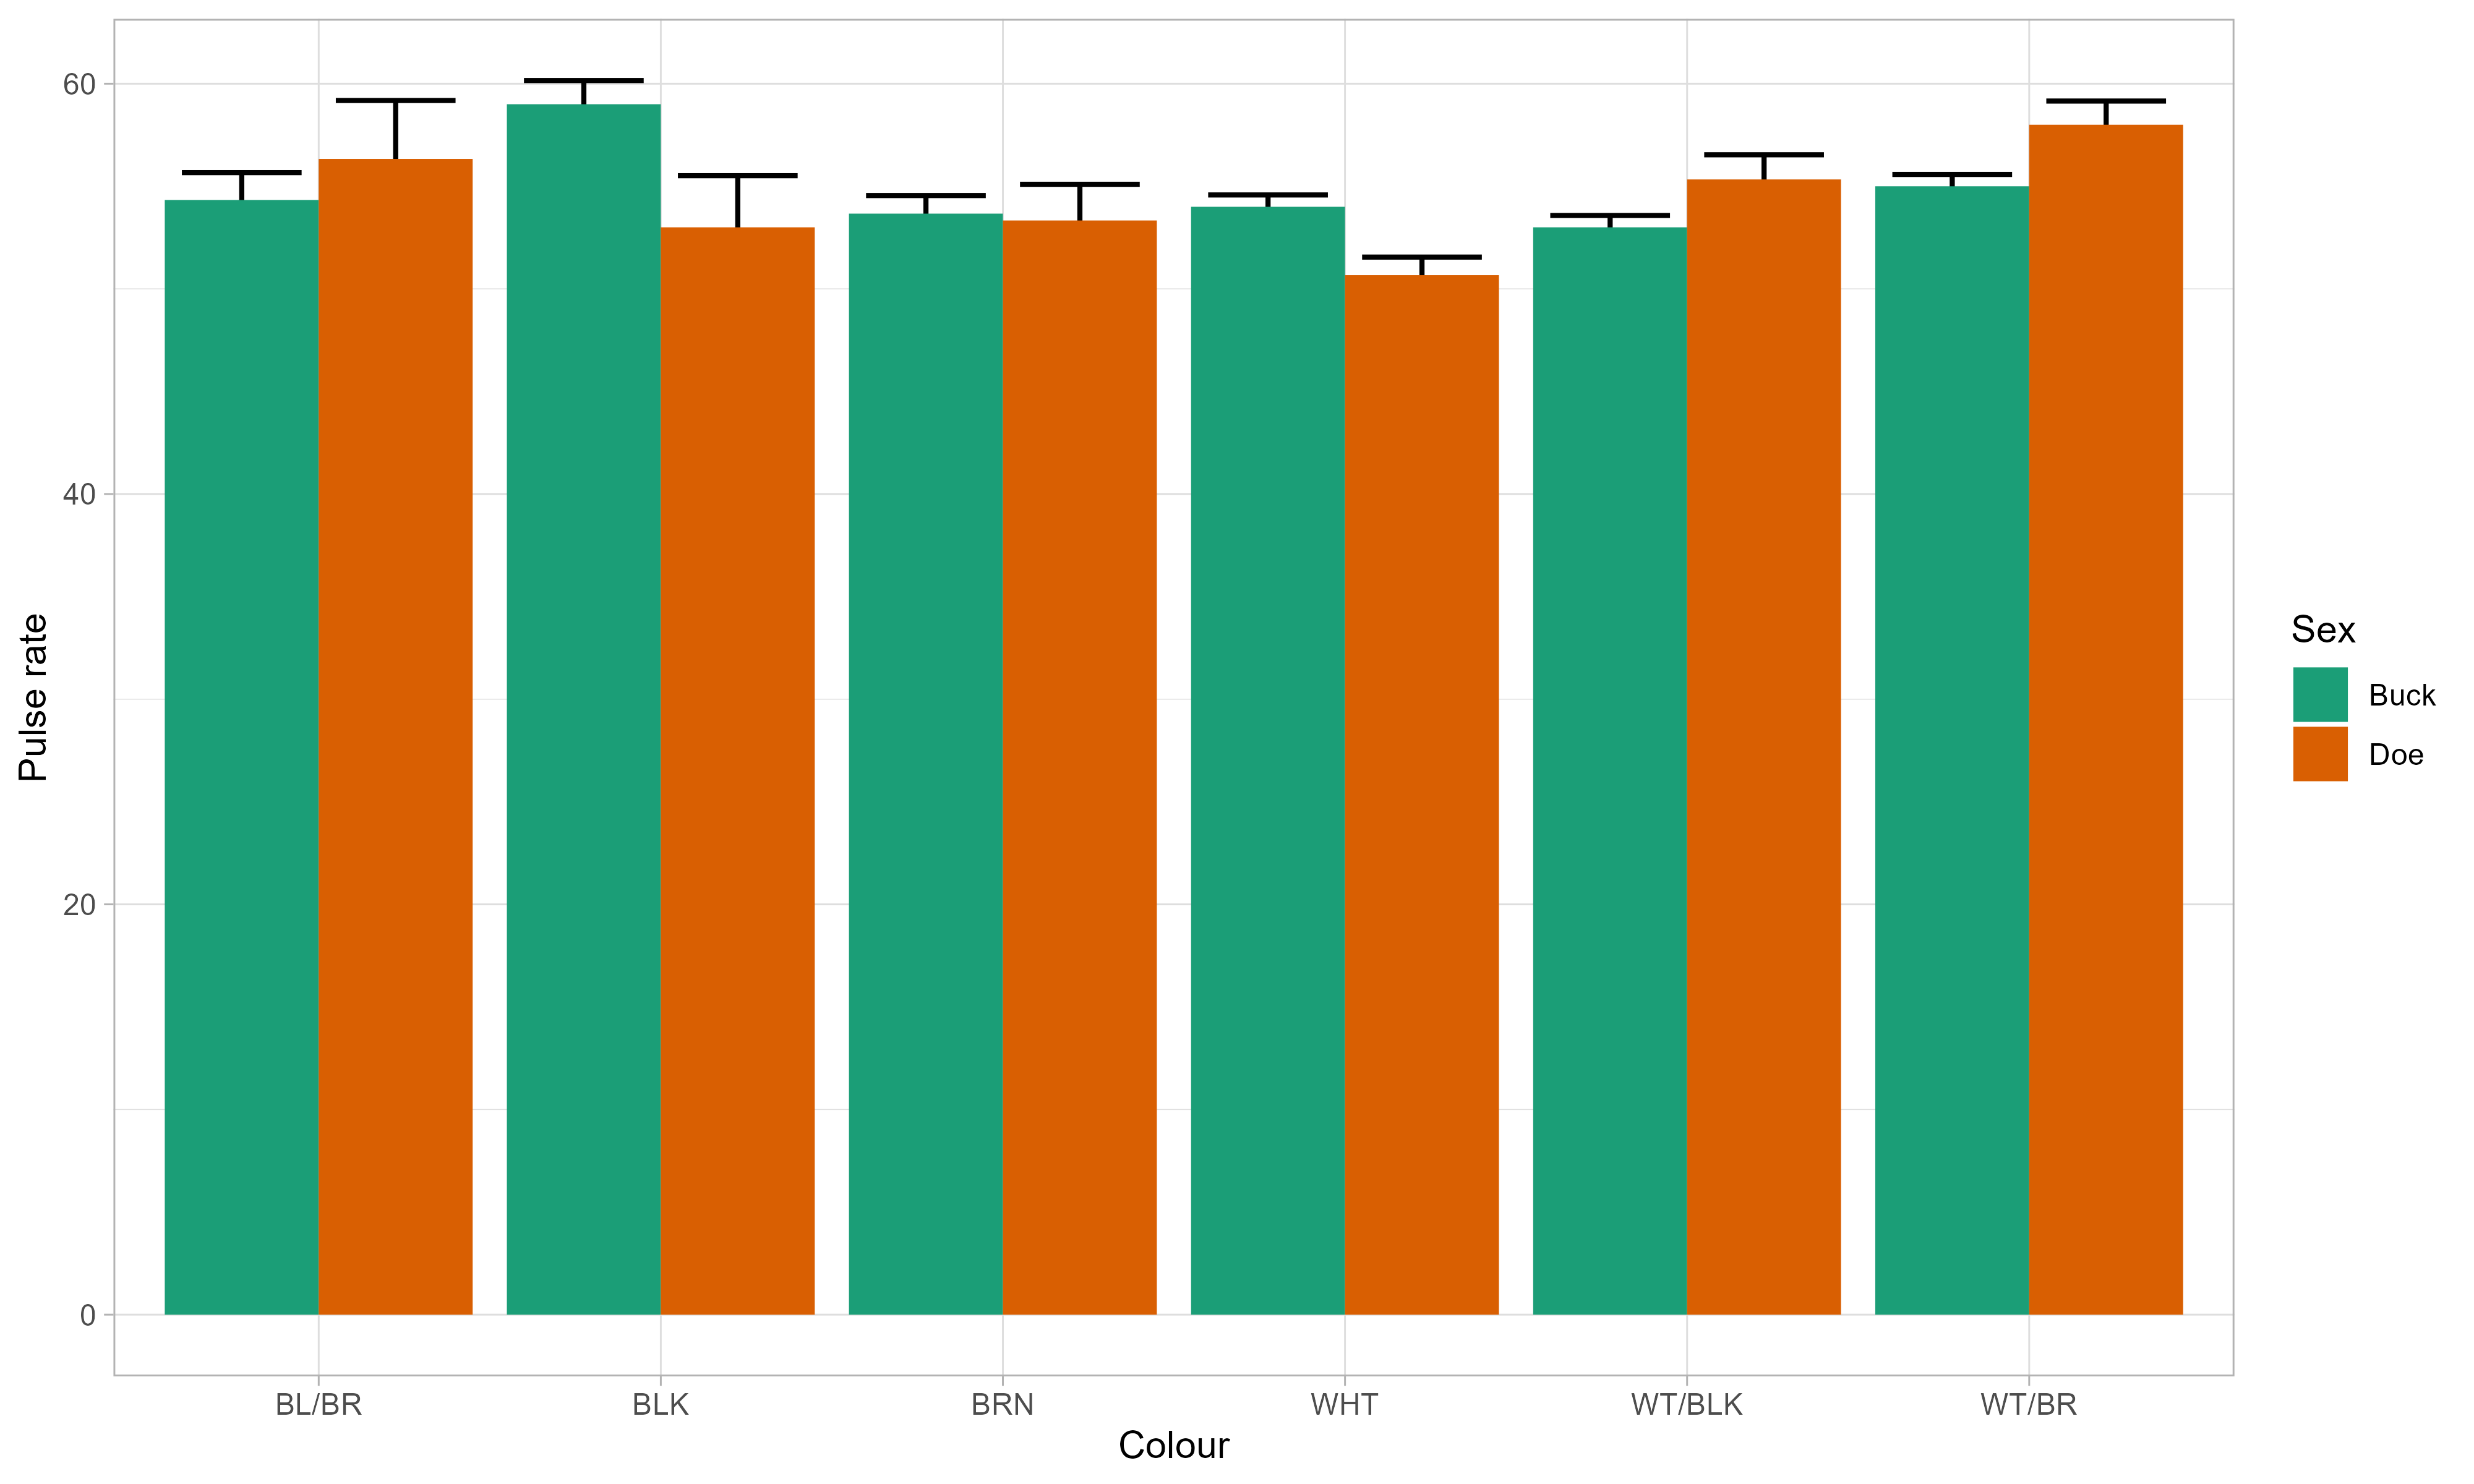 60
40
20
0
Pulse rate
BL/BR
BLK
BRN
WHT
WT/BLK
WT/BR
Colour
Sex
Buck
Doe